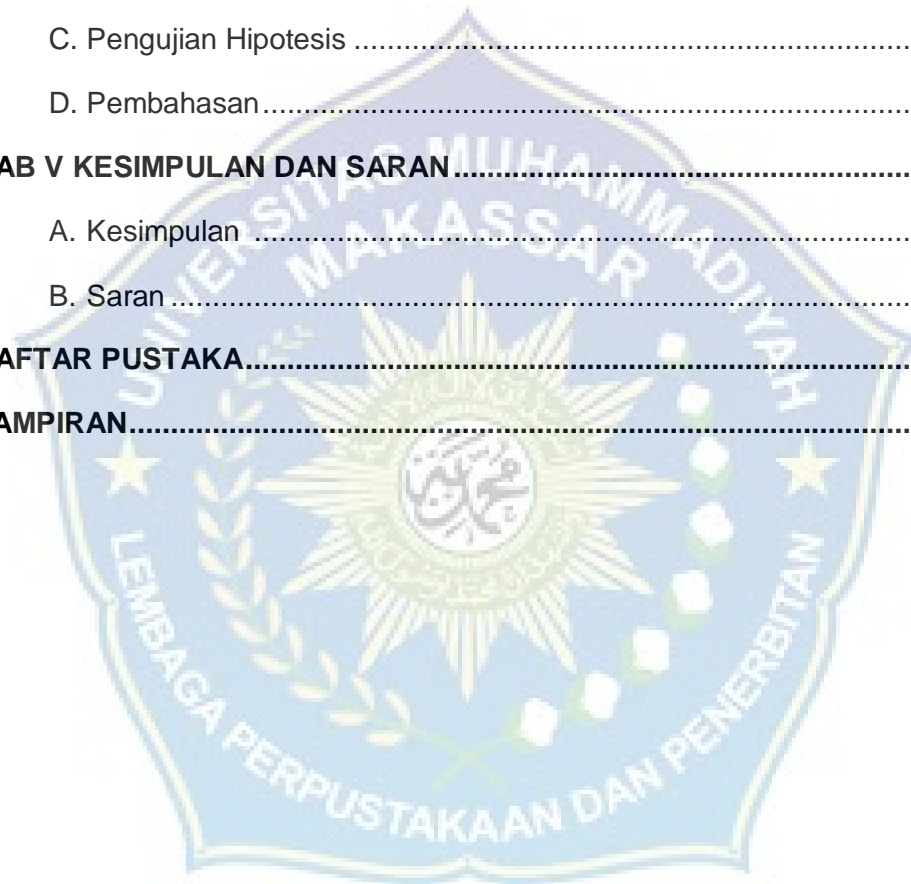 C. Pengujian Hipotesis ................................................................
D. Pembahasan ................................................................
AB V KESIMPULAN DAN SARAN ................................................................
A. Kesimpulan ................................................................
B. Saran ................................................................
AFTAR PUSTAKA ................................................................
AMPIRAN ................................................................
UNIVERSITAS MUHAMMADIYAH
MAKASSAR
LEMBAGA PERPUSTAKAAN DAN PENERBITAN